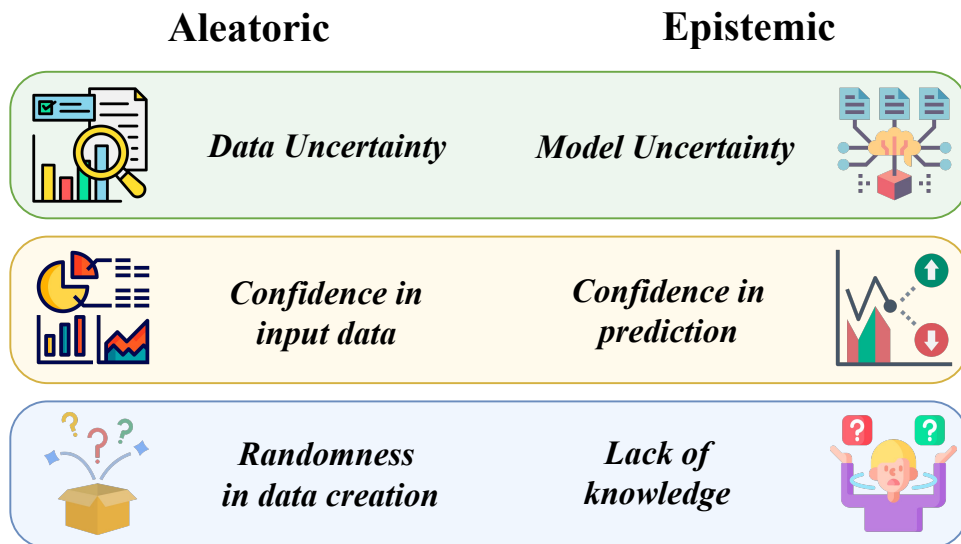 Aleatoric
Epistemic
Data Uncertainty
Model Uncertainty
Confidence in
input data
Confidence in
prediction
Randomness
in data creation
Lack of
knowledge
? ? ?
? ?